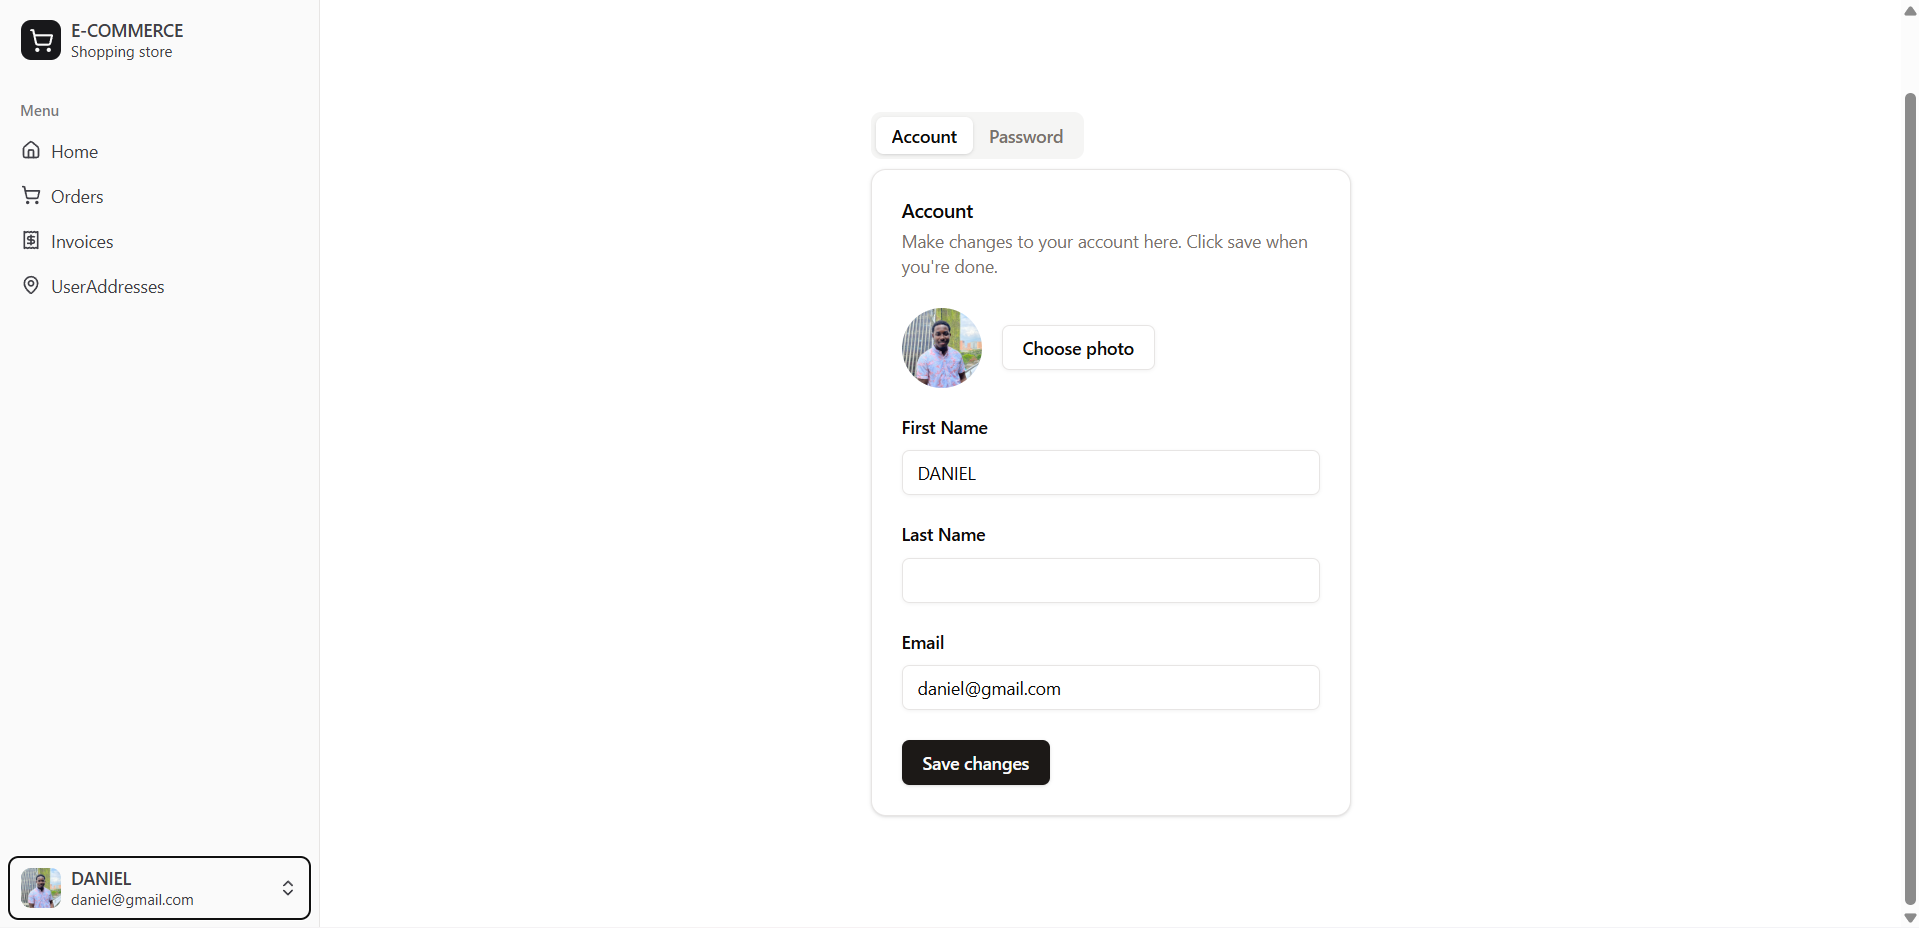 E-COMMERCE
Shopping store
Menu
Home
Orders
Invoices
UserAddresses
DANIEL
daniel@gmail.com
Account
Password
Account
Make changes to your account here. Click save when
you're done.
Choose photo
First Name
DANIEL
Last Name
Email
daniel@gmail.com
Save changes